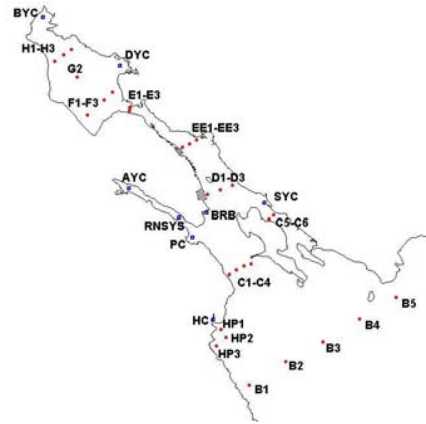 BYC
H1-H3
DYC
G2
E1-E3
F1-F3
EE1-EE3
AYC
D1-D3
SYC
BRB
RNSYS
C5-C6
PC
C1-C4
B5
HC
HP1
B4
HP2
B3
HP3
B2
B1